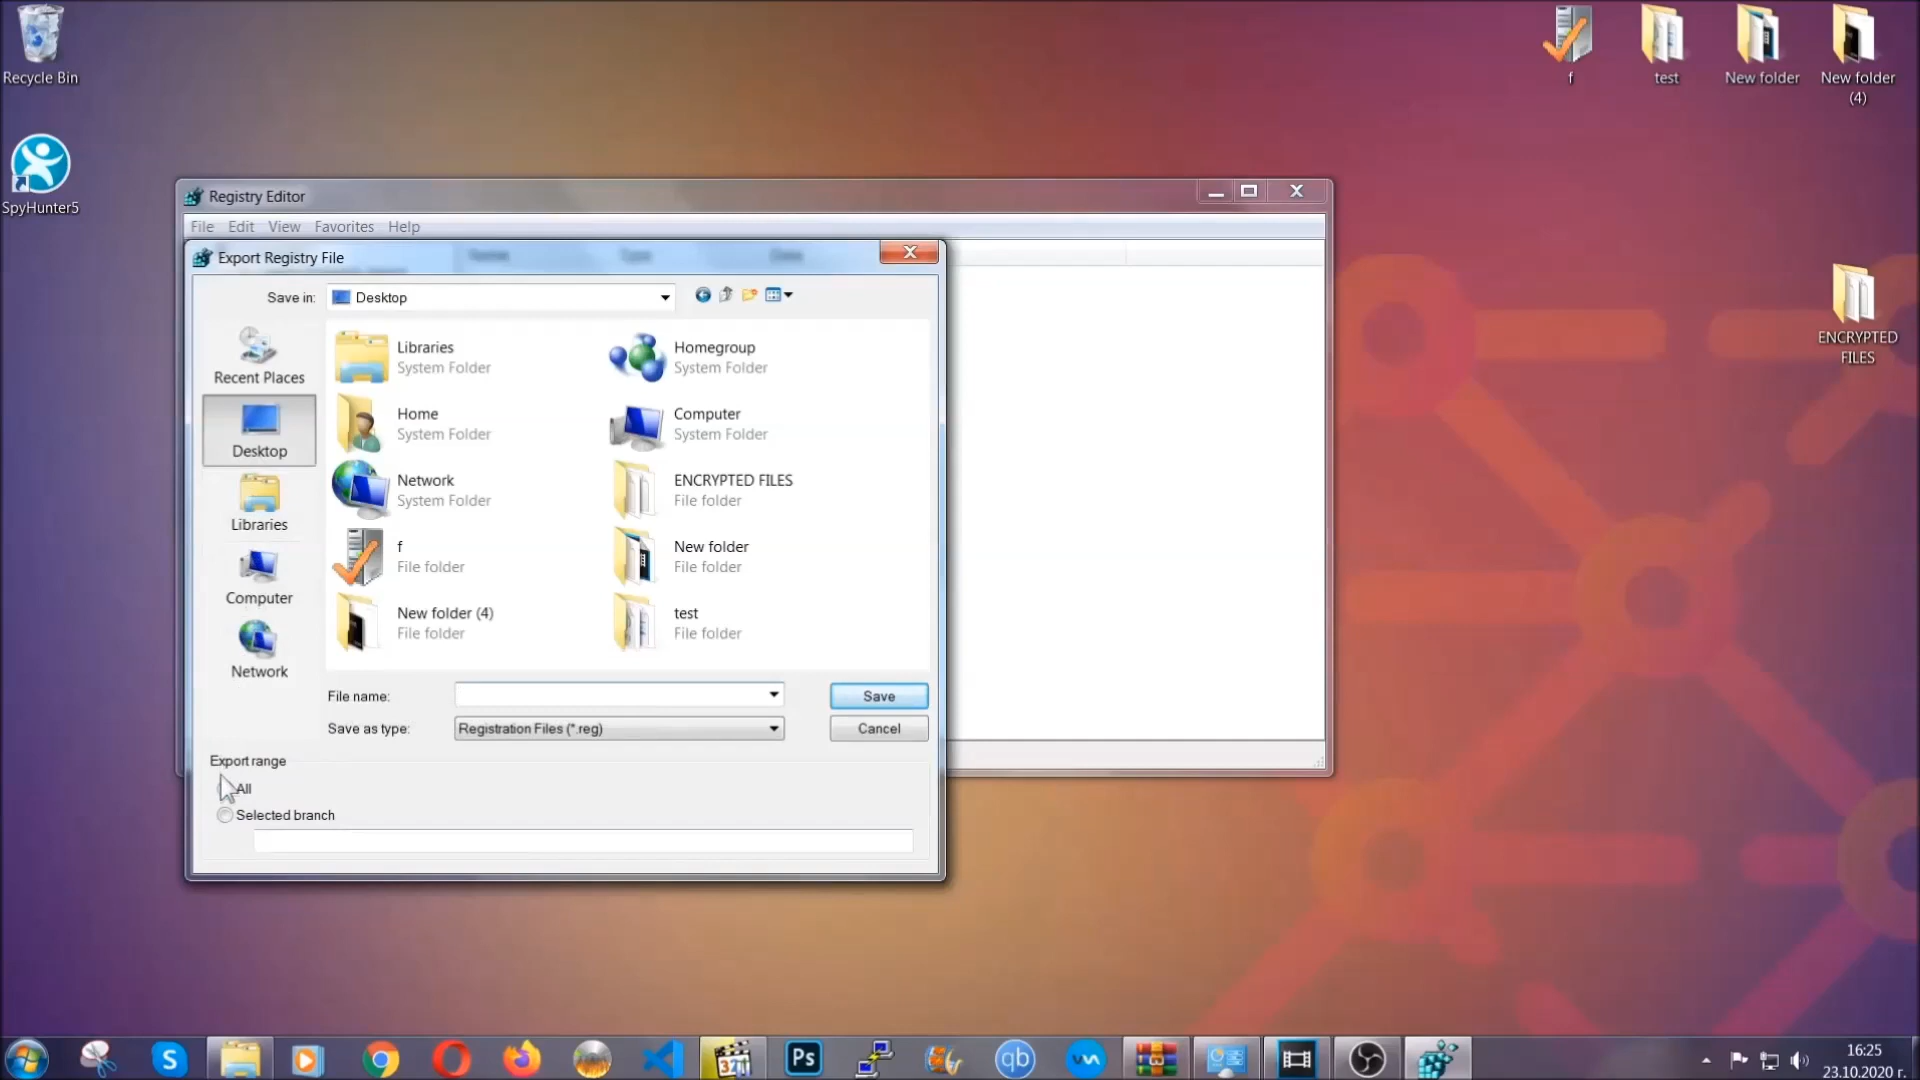 Recycle Bin
SpyHunter5
f
test
New folder
New folder
(4)
ENCRYPTED
FILES
Registry Editor
File Edit View Favorites Help
Export Registry File
Save in:
Desktop
Recent Places
Desktop
Libraries
Computer
Network
Libraries
System Folder
Homegroup
System Folder
Home
System Folder
Computer
System Folder
Network
System Folder
ENCRYPTED FILES
File folder
f
File folder
New folder
File folder
New folder (4)
File folder
test
File folder
File name:
Save
Save as type:
Registration Files (*.reg)
Cancel
Export range
All
Selected branch
S
321
Ps
qb
16:25
23.10.2020 г.